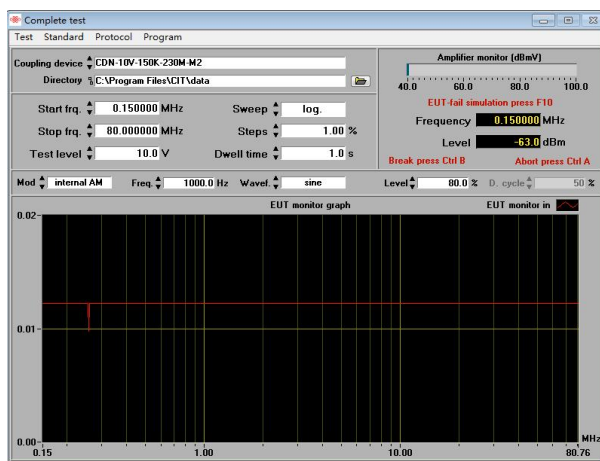 Complete test
Test Standard Protocol Program
Coupling device CDN-10V-150K-230M-M2
Directory C:\Program Files\CIT\data
Amplifier monitor (dBmV)
40.0 60.0 80.0 100.0
EUT-fail simulation press F10
Start frq. 0.150000 MHz Sweep log.
Frequency 0.150000 MHz
Stop frq. 80.000000 MHz Steps 1.00 %
Level -63.0 dBm
Test level 10.0 V Dwell time 1.0 s
Break press Ctrl B Abort press Ctrl A
Mod internal AM Freq. 1000.0 Hz Wavef. sine Level 80.0 % D. cycle 50 %
EUT monitor graph EUT monitor in
0.02
0.01
0.00
MHz
0.15 1.00 10.00 80.76